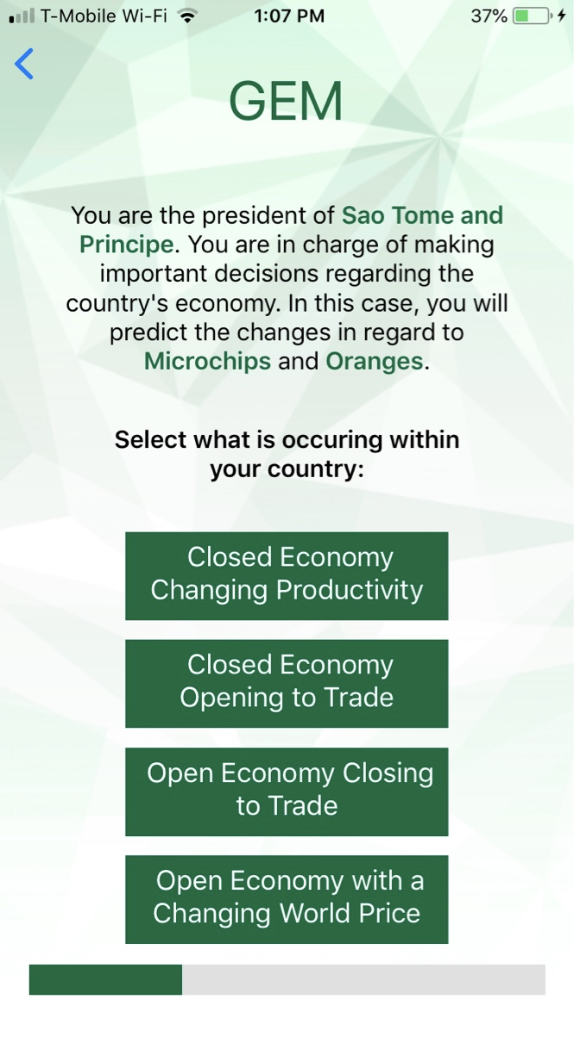 T-Mobile Wi-Fi 1:07 PM 37%
GEM
You are the president of Sao Tome and
Principe. You are in charge of making
important decisions regarding the
country's economy. In this case, you will
predict the changes in regard to
Microchips and Oranges.
Select what is occuring within
your country:
Closed Economy
Changing Productivity
Closed Economy
Opening to Trade
Open Economy Closing
to Trade
Open Economy with a
Changing World Price